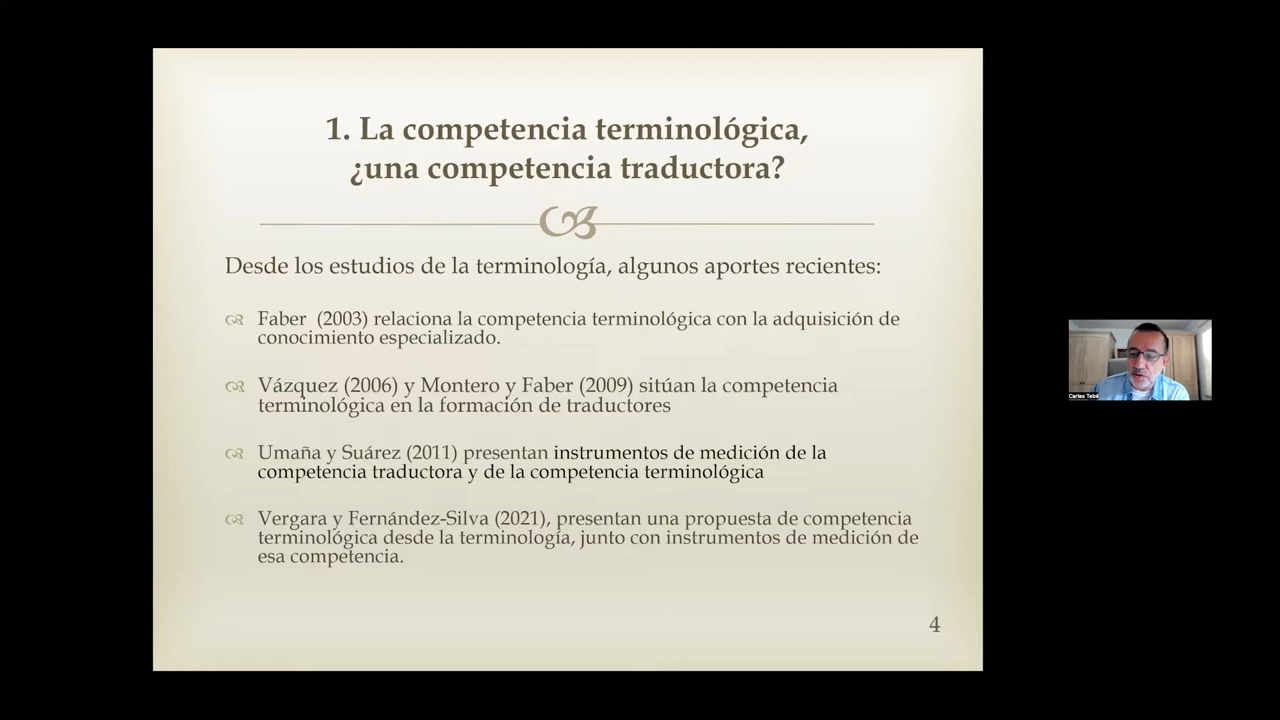 1. La competencia terminológica,
¿una competencia traductora?
Desde los estudios de la terminología, algunos aportes recientes:
Faber (2003) relaciona la competencia terminológica con la adquisición de
conocimiento especializado.
Vázquez (2006) y Montero y Faber (2009) sitúan la competencia
terminológica en la formación de traductores
Umaña y Suárez (2011) presentan instrumentos de medición de la
competencia traductora y de la competencia terminológica
Vergara y Fernández-Silva (2021), presentan una propuesta de competencia
terminológica desde la terminología, junto con instrumentos de medición de
esa competencia.
4
Carles Tebé